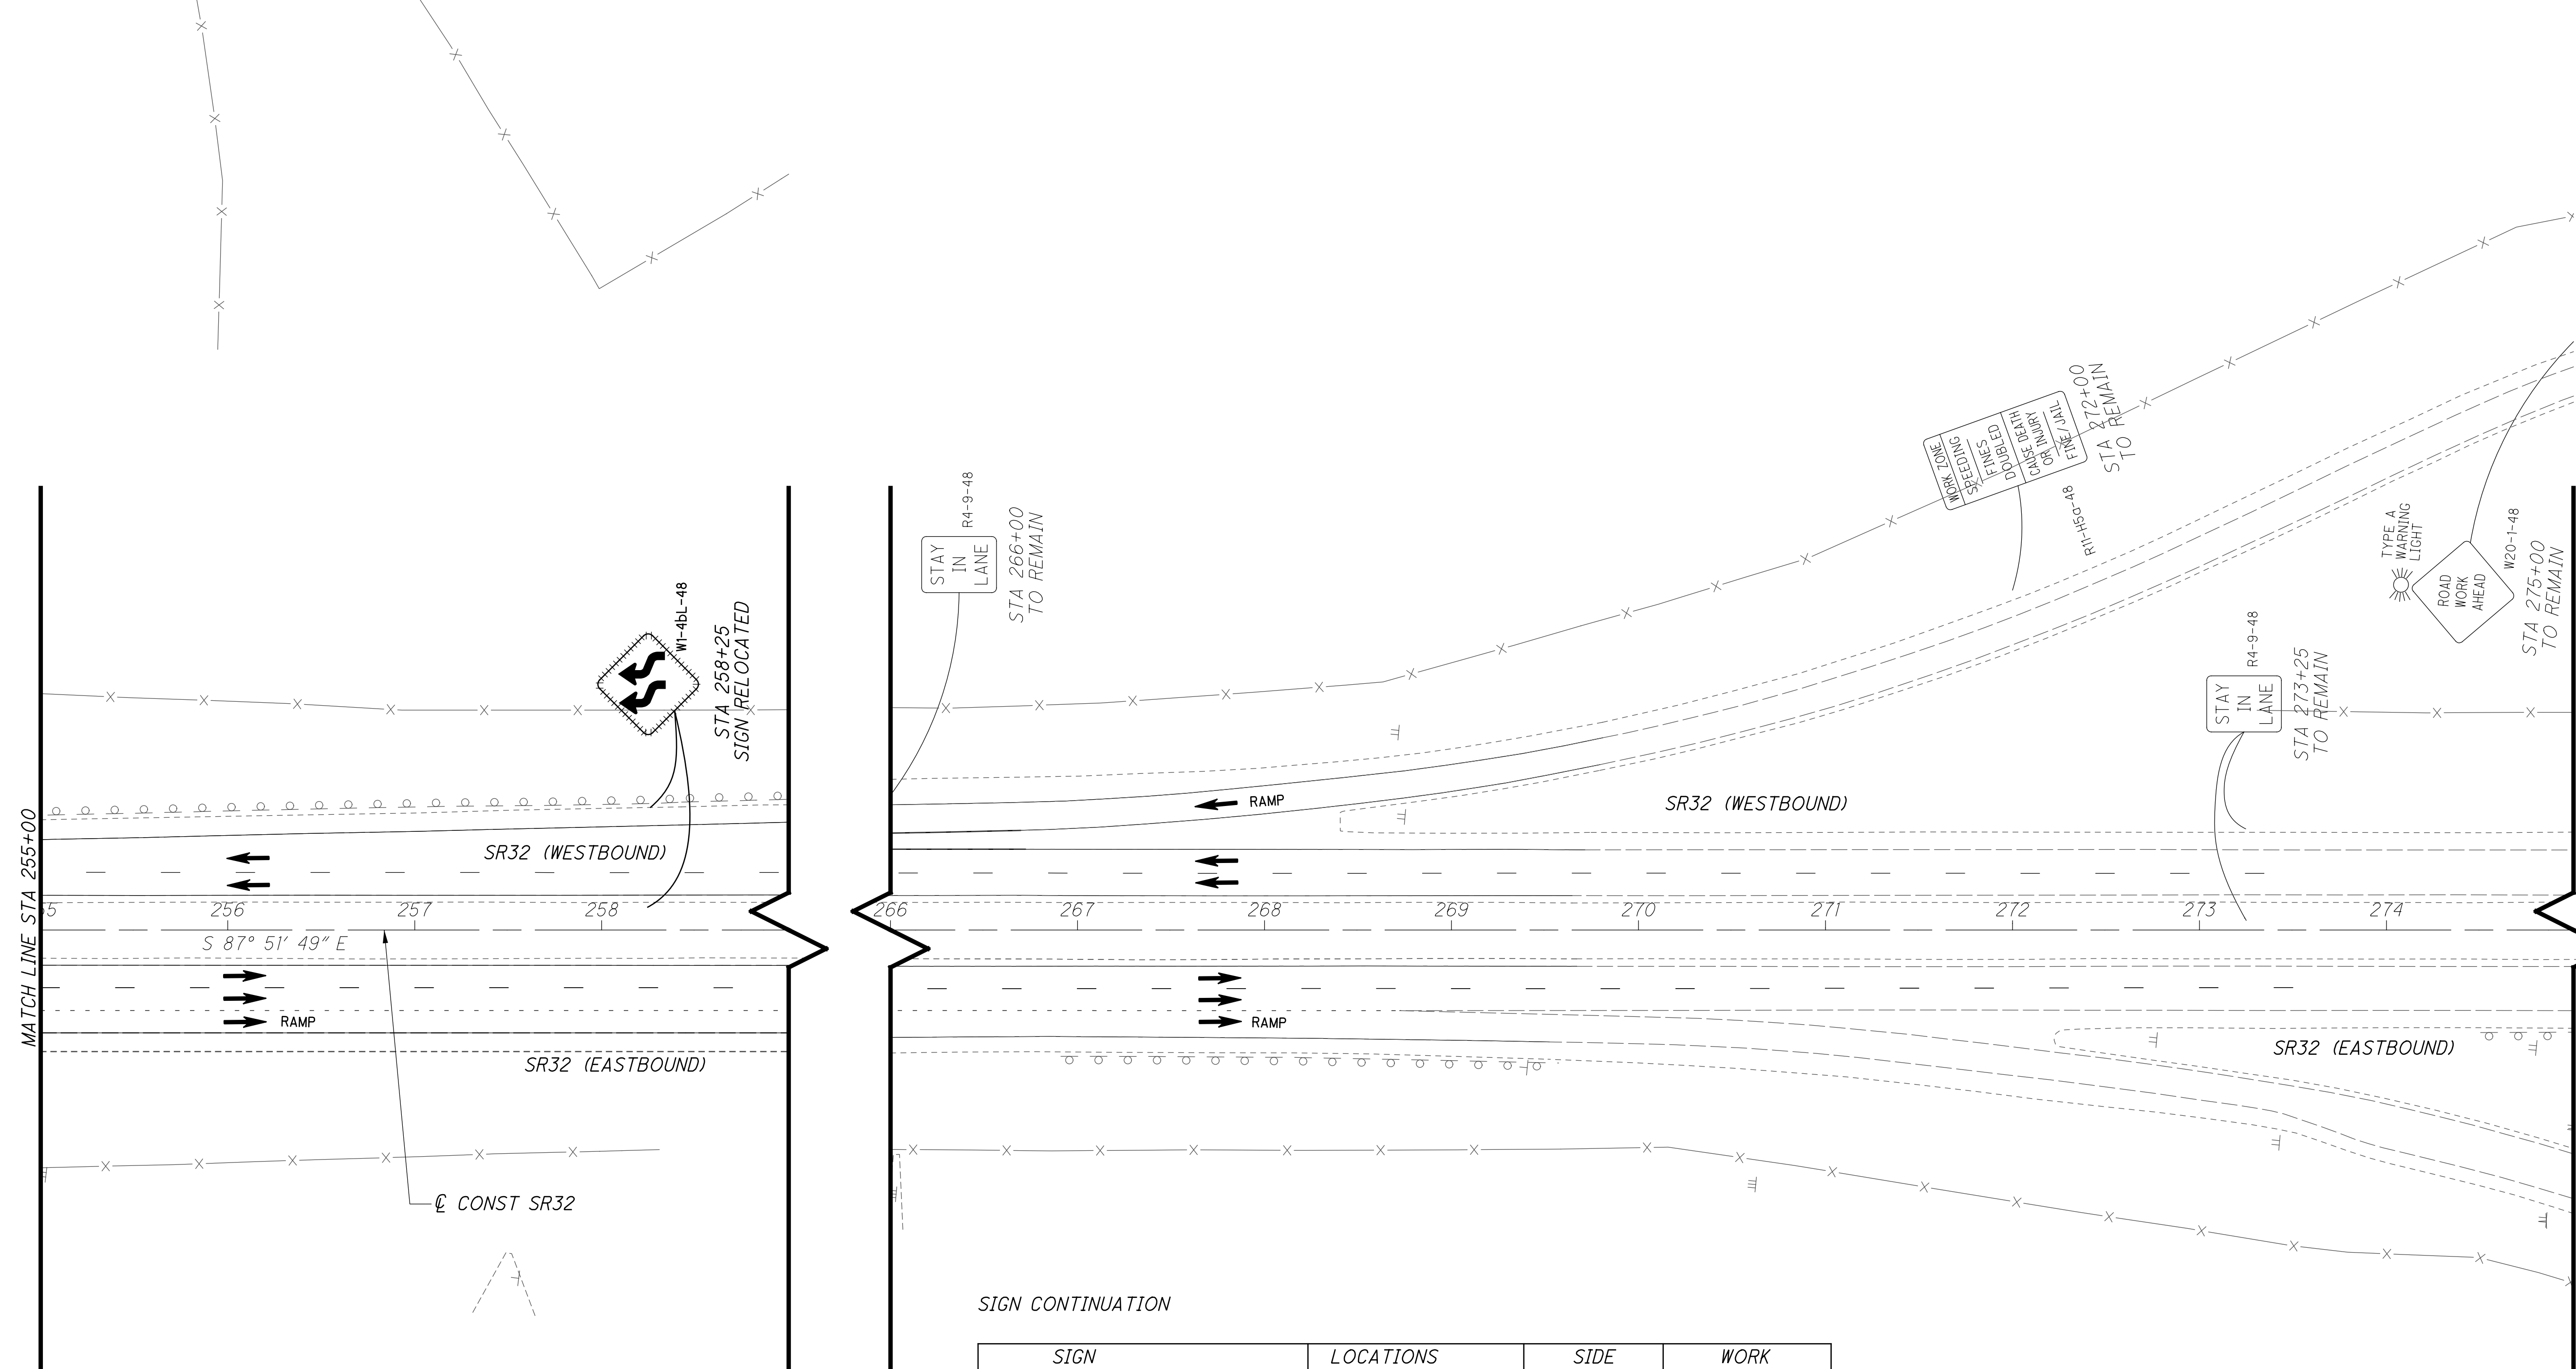 WORK ZONE
SPEEDING
FINES
DOUBLED
CAUSE DEATH
OR INJURY
FINE/JAIL
R11-H5a-48
STA 272+00
TO REMAIN
STAY
IN
LANE
R4-9-48
STA 266+00
TO REMAIN
TYPE A
WARNING
LIGHT
ROAD
WORK
AHEAD
W20-1-48
STA 275+00
TO REMAIN
W1-4bL-48
STA 258+25
SIGN RELOCATED
STAY
IN
LANE
R4-9-48
STA 273+25
TO REMAIN
MATCH LINE STA 255+00
RAMP
SR32 (WESTBOUND)
SR32 (WESTBOUND)
5 256 257 258
266 267 268 269 270 271 272 273 274
S 87° 51' 49" E
RAMP
RAMP
SR32 (EASTBOUND)
SR32 (EASTBOUND)
℄ CONST SR32
SIGN CONTINUATION
SIGN LOCATIONS SIDE WORK